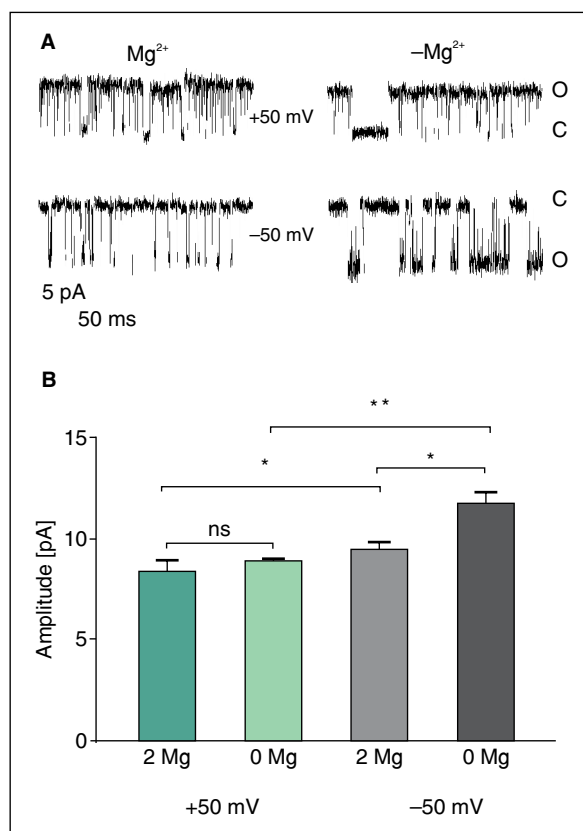 A
Mg²⁺
–Mg²⁺
+50 mV
O
C
–50 mV
C
O
5 pA
50 ms
B
Amplitude [pA]
15
10
5
0
* *
*
*
ns
2 Mg
0 Mg
2 Mg
0 Mg
+50 mV
–50 mV